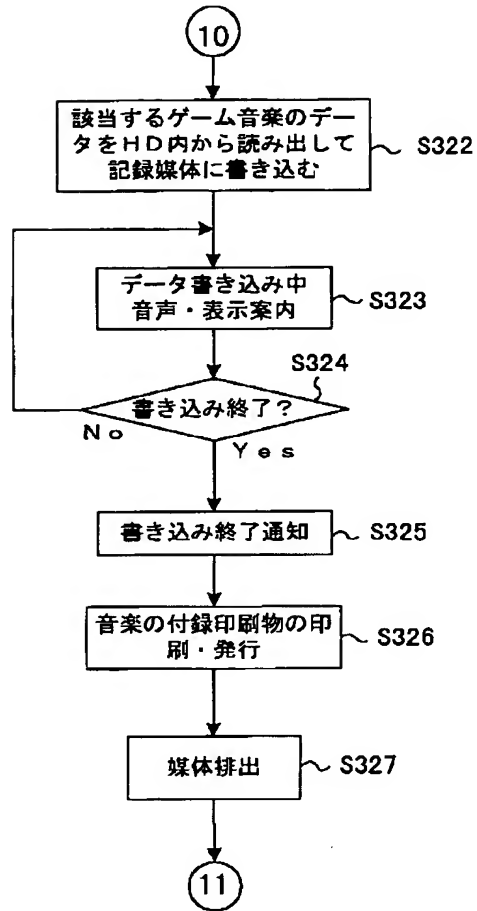 10
該当するゲーム音楽のデー
タをHD内から読み出して
記録媒体に書き込む
S322
データ書き込み中
音声・表示案内
S323
S324
書き込み終了？
No
Yes
書き込み終了通知
S325
音楽の付録印刷物の印
刷・発行
S326
媒体排出
S327
11